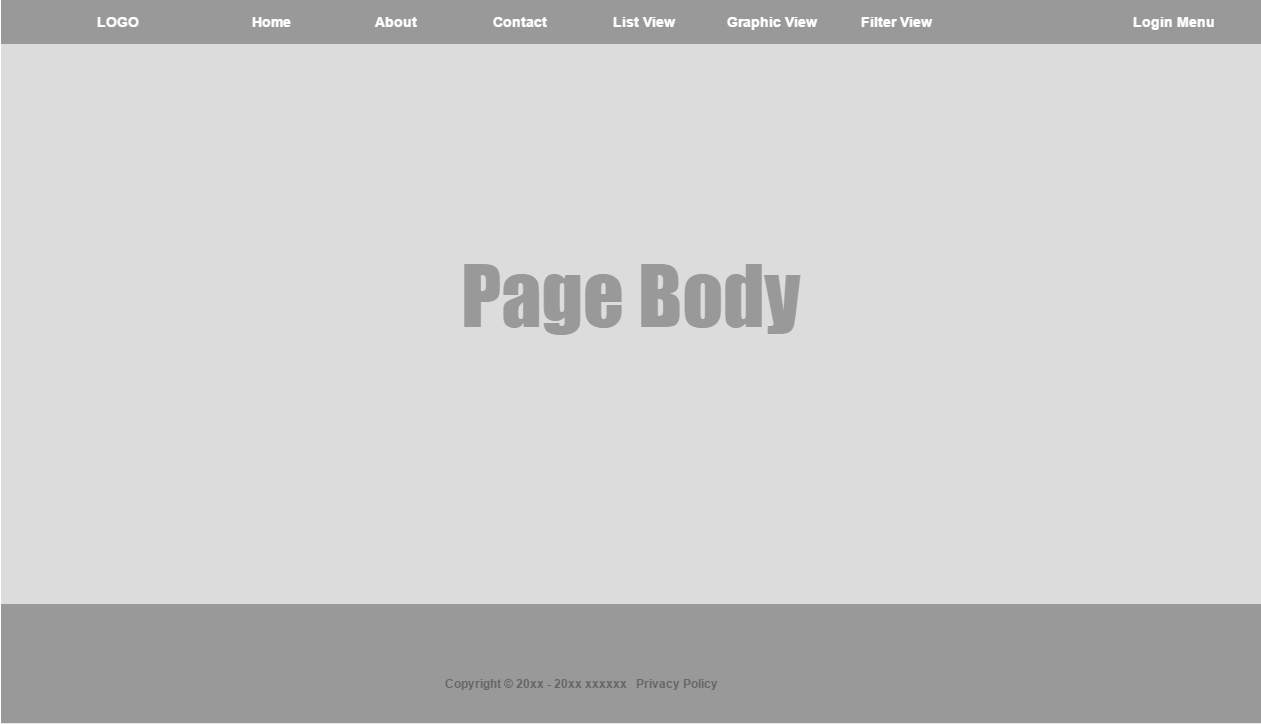 LOGO Home About Contact List View Graphic View Filter View Login Menu
Page Body
Copyright © 20xx - 20xx xxxxxx Privacy Policy